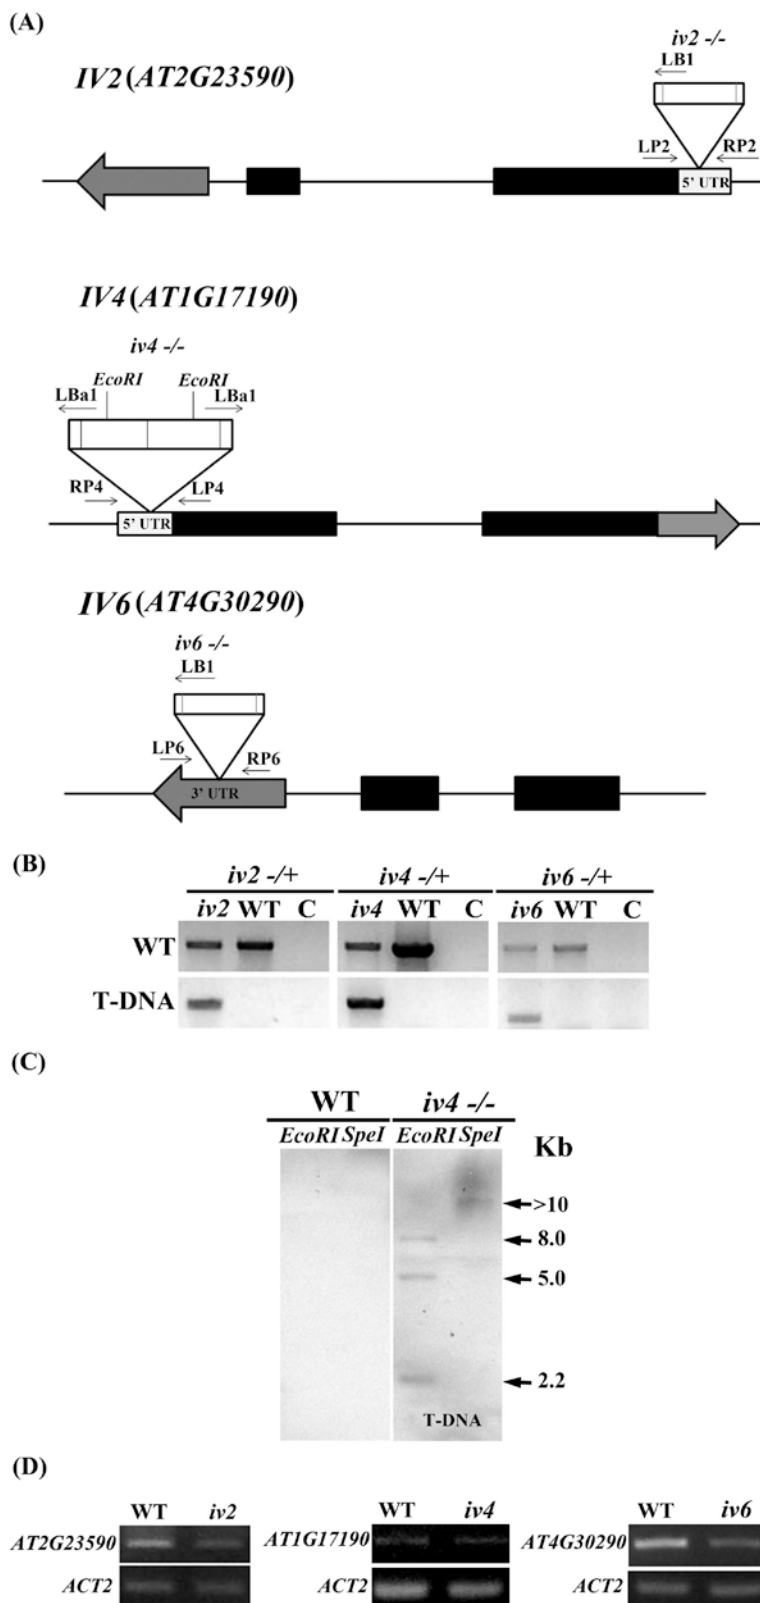 (A)
iv2 -/-
LB1
IV2 (AT2G23590)
LP2 RP2
5' UTR
IV4 (AT1G17190)
iv4 -/-
EcoRI EcoRI
LBa1 LBa1
RP4 LP4
5' UTR
IV6 (AT4G30290)
iv6 -/-
LB1
LP6
RP6
3' UTR
(B)
iv2 -/+ iv4 -/+ iv6 -/+
iv2 WT C iv4 WT C iv6 WT C
WT
T-DNA
(C)
WT iv4 -/-
EcoRI SpeI EcoRI SpeI Kb
>10
8.0
5.0
2.2
T-DNA
(D)
WT iv2 WT iv4 WT iv6
AT2G23590 AT1G17190 AT4G30290
ACT2 ACT2 ACT2